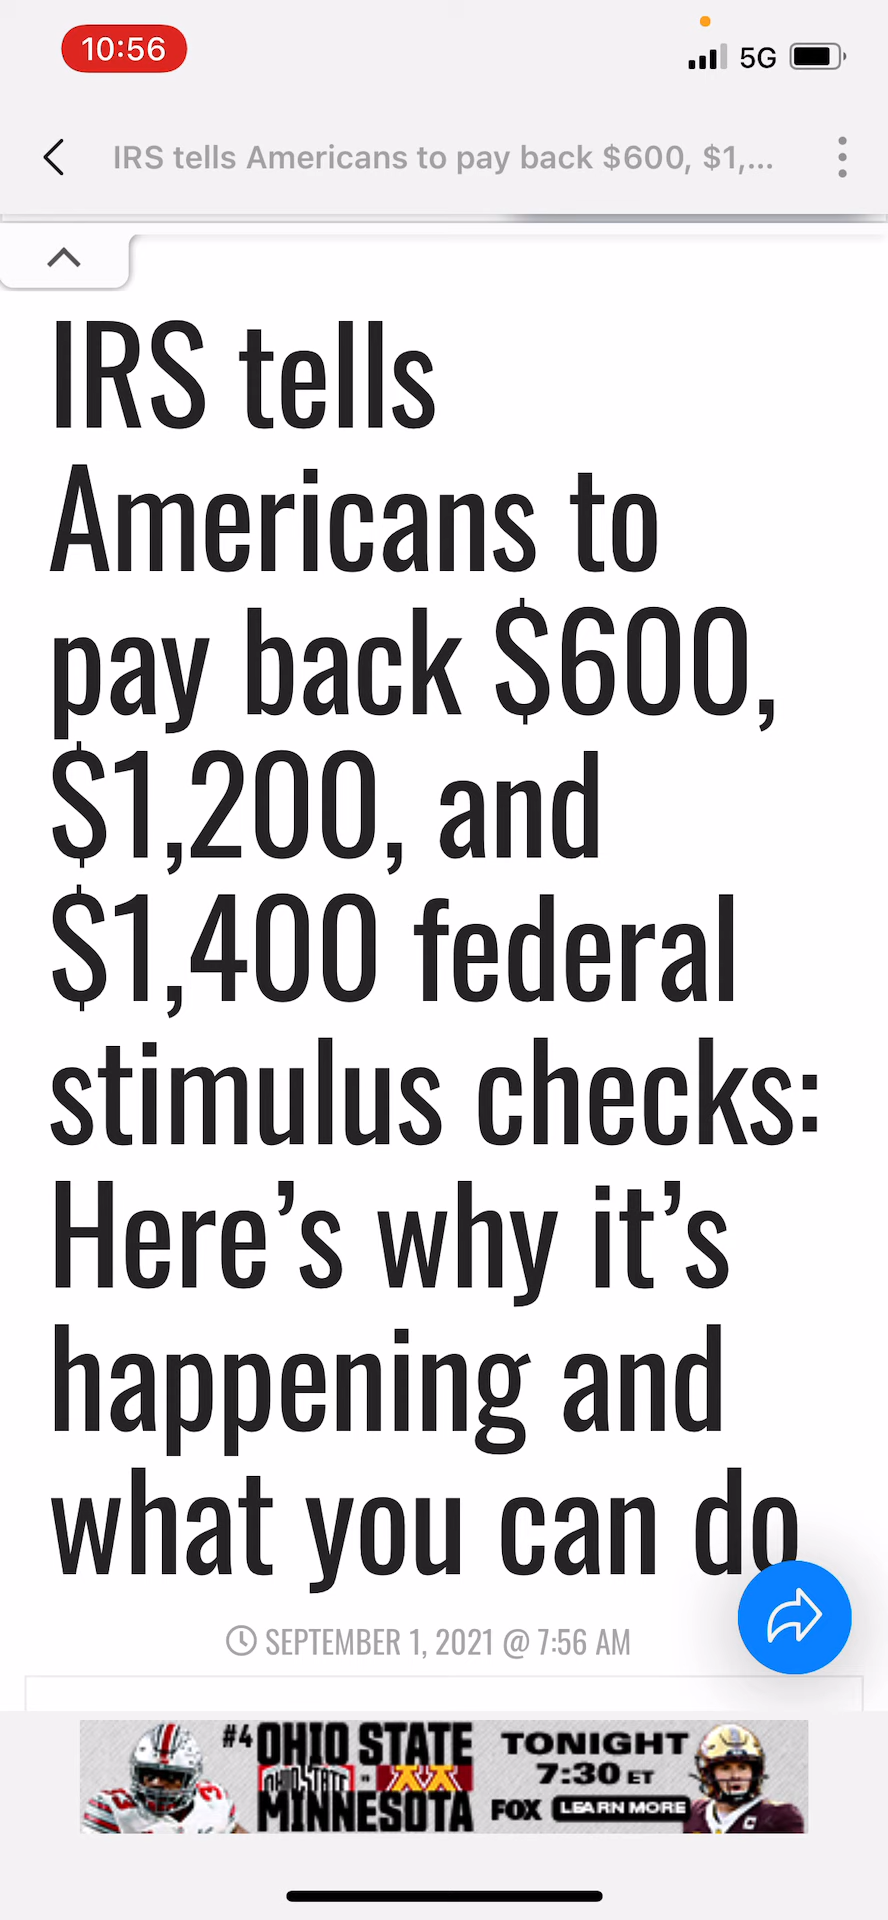 10:56
5G
IRS tells Americans to pay back $600, $1,...
IRS tells
Americans to
pay back $600,
$1,200, and
$1,400 federal
stimulus checks:
Here’s why it’s
happening and
what you can do
SEPTEMBER 1, 2021 @ 7:56 AM
#4 OHIO STATE
OHIO STATE
MINNESOTA
TONIGHT
7:30 ET
FOX LEARN MORE
C